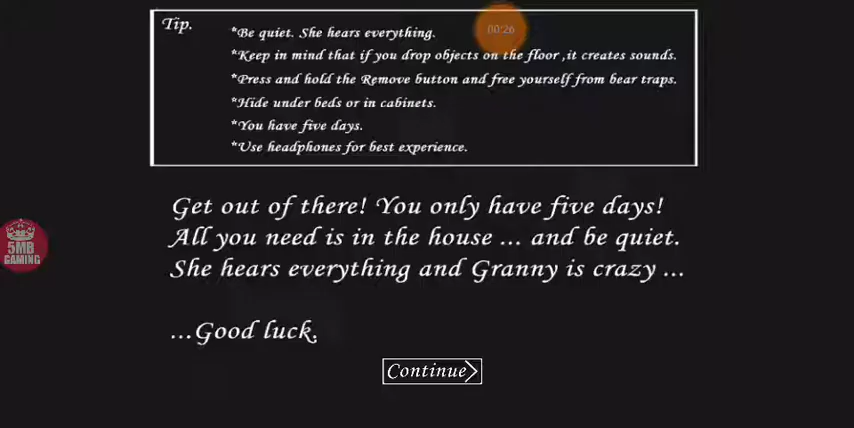 Tip.
*Be quiet. She hears everything.
*Keep in mind that if you drop objects on the floor ,it creates sounds.
*Press and hold the Remove button and free yourself from bear traps.
*Hide under beds or in cabinets.
*You have five days.
*Use headphones for best experience.
00:26
Get out of there! You only have five days!
All you need is in the house ... and be quiet.
She hears everything and Granny is crazy ...
5MB
GAMING
...Good luck.
Continue